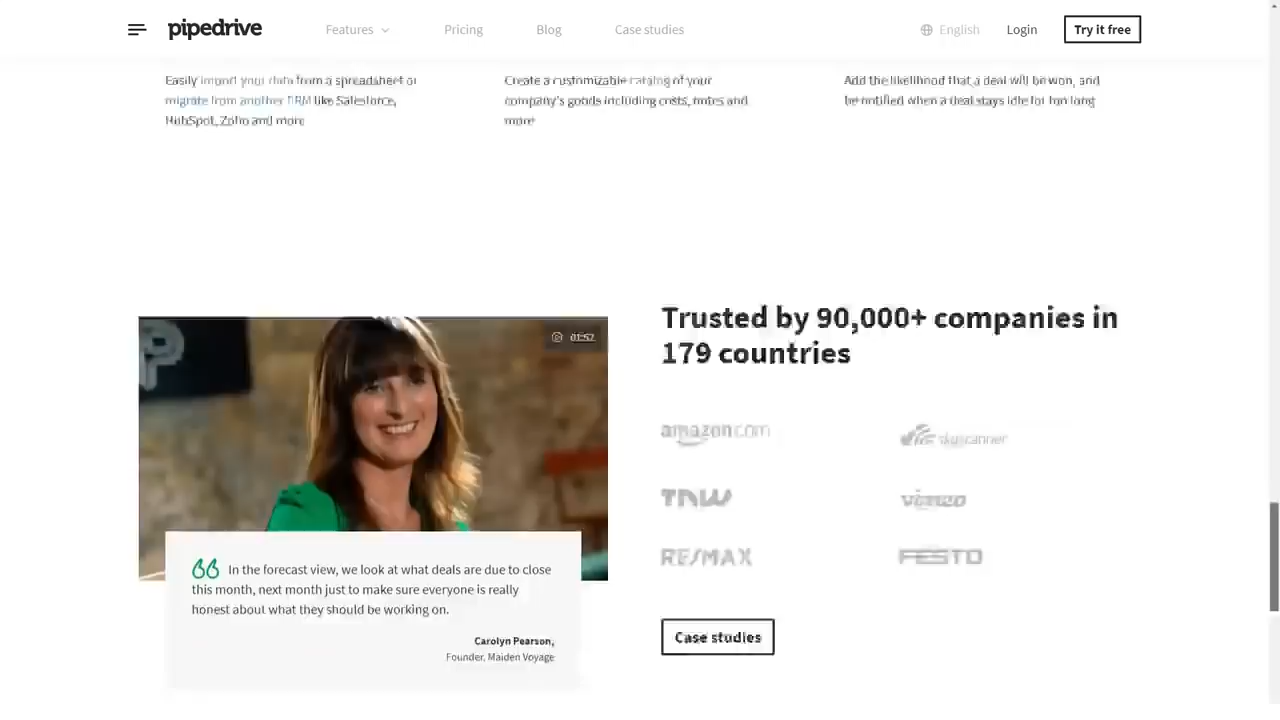 pipedrive
Features
Pricing
Blog
Case studies
English
Login
Try it free
Easily import your data from a spreadsheet or
migrate from another CRM like Salesforce,
HubSpot, Zoho and more
Create a customizable catalog of your
company's goods including costs, notes and
more
Add the likelihood that a deal will be won, and
be notified when a deal stays idle for too long
Trusted by 90,000+ companies in
179 countries
01:57
amazon.com
skyscanner
TNW
vimeo
RE/MAX
FESTO
In the forecast view, we look at what deals are due to close
this month, next month just to make sure everyone is really
honest about what they should be working on.
Carolyn Pearson,
Founder, Maiden Voyage
Case studies